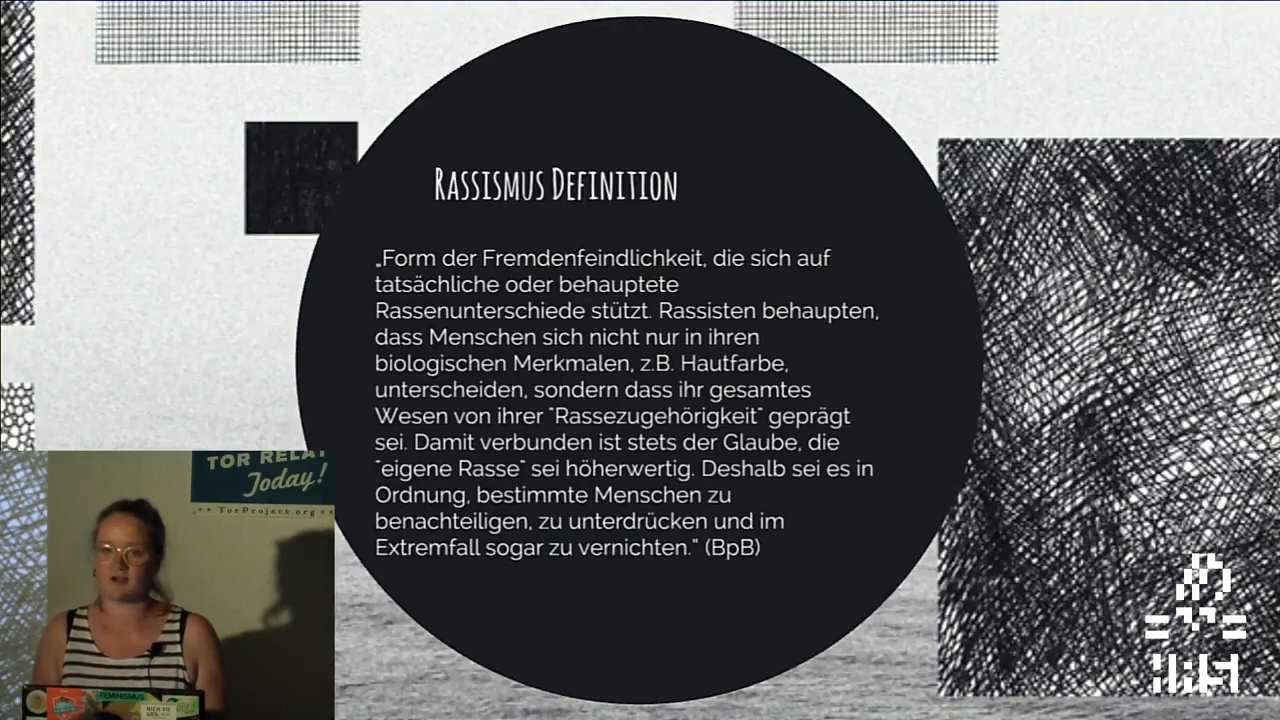 Rassismus Definition
„Form der Fremdenfeindlichkeit, die sich auf
tatsächliche oder behauptete
Rassenunterschiede stützt. Rassisten behaupten,
dass Menschen sich nicht nur in ihren
biologischen Merkmalen, z.B. Hautfarbe,
unterscheiden, sondern dass ihr gesamtes
Wesen von ihrer "Rassezugehörigkeit" geprägt
sei. Damit verbunden ist stets der Glaube, die
"eigene Rasse" sei höherwertig. Deshalb sei es in
Ordnung, bestimmte Menschen zu
benachteiligen, zu unterdrücken und im
Extremfall sogar zu vernichten." (BpB)
TOR RELAY
Today!
TorProject.org
FEMINISMUS
NICH SO
GEIL